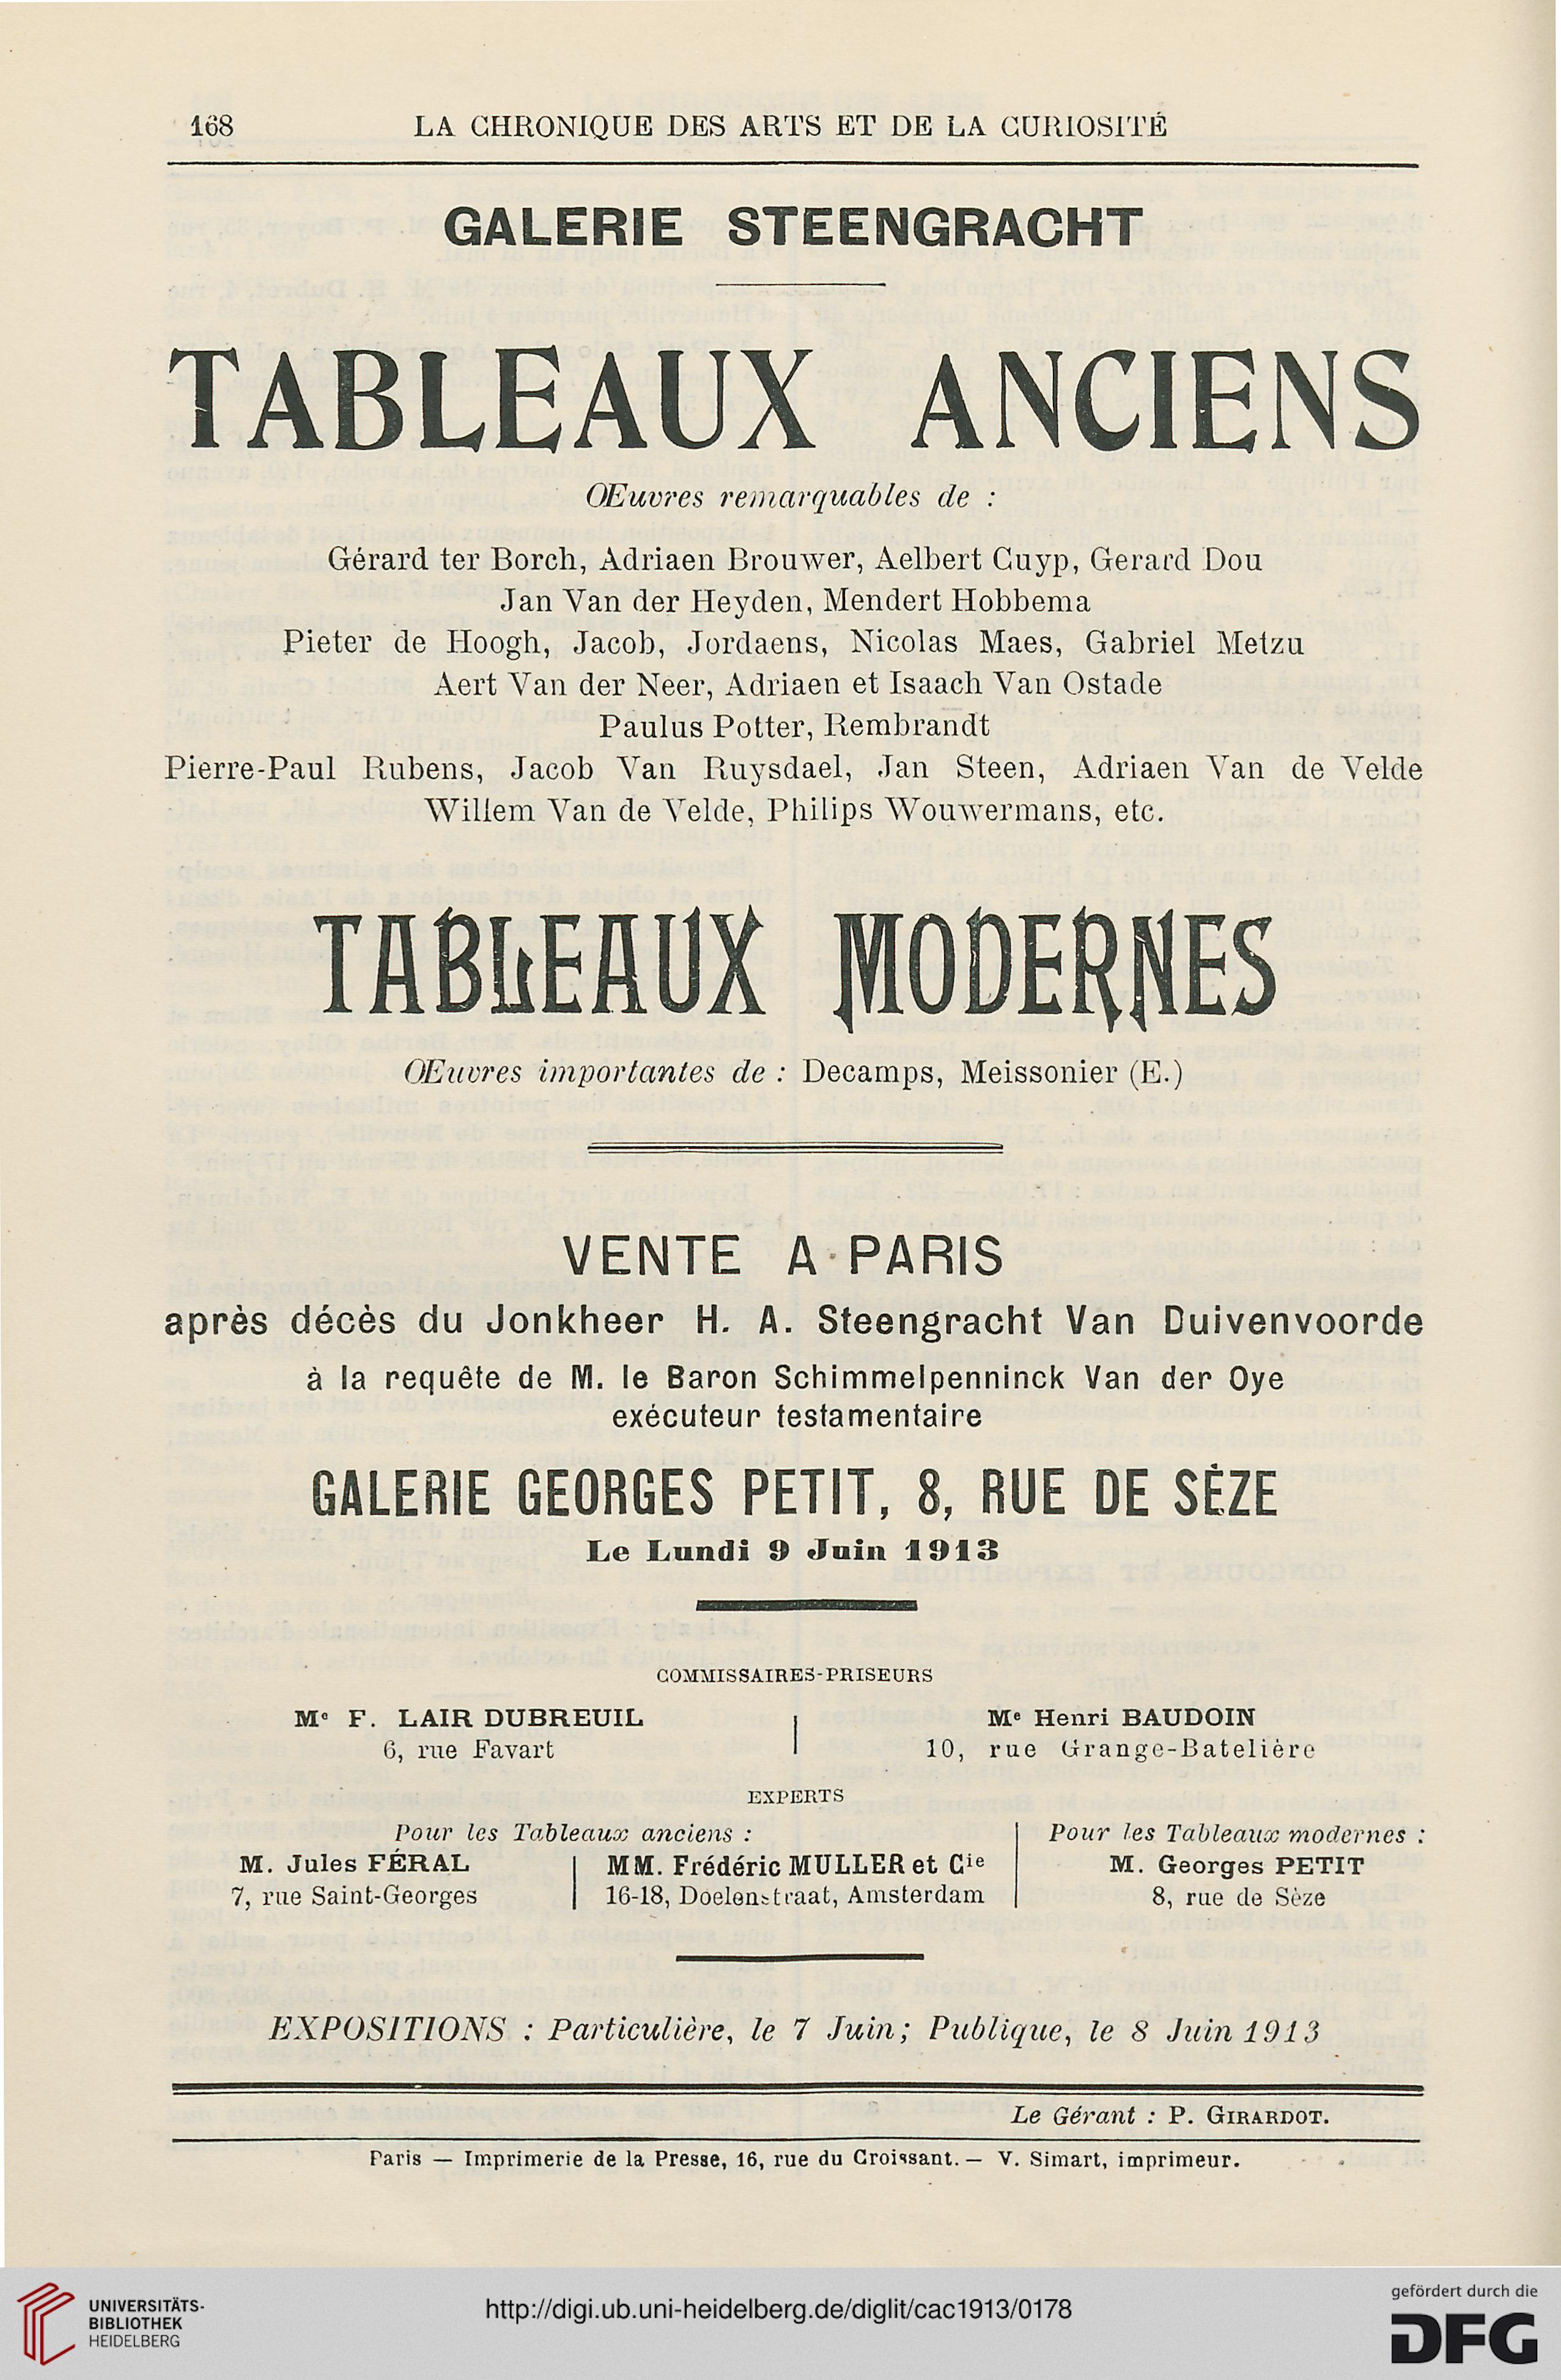 168 LA CHRONIQUE DES ARTS ET DE LA CURIOSITÉ
GALERIE STEENGRACHT
TABLEAUX ANCIENS
Œuvres remarquables de :
Gérard ter Borch, Adriaen Brouwer, Aelbert Cuyp, Gerard Dou
Jan Van der Heyden, Mendert Hobbema
Pieter de Hoogh, Jacob, Jordaens, Nicolas Maes, Gabriel Metzu
Aert Van der Neer, Adriaen et Isaach Van Ostade
Paulus Potter, Rembrandt
Pierre-Paul Rubens, Jacob Van Ruysdael, Jan Steen, Adriaen Van de Velde
Willem Van de Velde, Philips Wouwermans, etc.
TABLEAUX MODERNES
Œuvres importantes de : Decamps, Meissonier (E.)
VENTE A PARIS
après décès du Jonkheer H. A. Steengracht Van Duivenvoorde
à la requête de M. le Baron Schimmelpenninck Van der Oye
exécuteur testamentaire
GALERIE GEORGES PETIT, 8, RUE DE SÈZE
Le Lundi 9 Juin 1913
COMMISSAIRES-PRISEURS
Me F. LAIR DUBREUIL
6, rue Favart
Me Henri BAUDOIN
10, rue Grange-Batelière
EXPERTS
Pour les Tableaux anciens :
M. Jules FÉRAL
7, rue Saint-Georges
MM. Frédéric MULLER et Cie
16-18, Doelenstraat, Amsterdam
Pour les Tableaux modernes :
M. Georges PETIT
8, rue de Sèze
EXPOSITIONS : Particulière, le 7 Juin; Publique, le 8 Juin 1913
Le Gérant : P. GIRARDOT.
Paris — Imprimerie de la Presse, 16, rue du Croissant. — V. Simart, imprimeur.
UNIVERSITÄTS-
BIBLIOTHEK
HEIDELBERG
http://digi.ub.uni-heidelberg.de/diglit/cac1913/0178
gefördert durch die
DFG